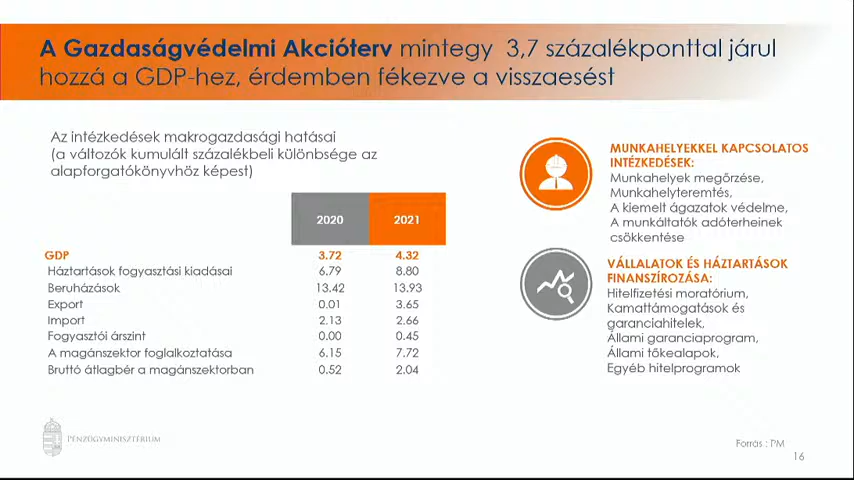 A Gazdaságvédelmi Akcióterv mintegy 3,7 százalékponttal járul
hozzá a GDP-hez, érdemben fékezve a visszaesést
Az intézkedések makrogazdasági hatásai
(a változók kumulált százalékbeli különbsége az
alapforgatókönyvhöz képest)
2020 2021
GDP 3.72 4.32
Háztartások fogyasztási kiadásai 6.79 8.80
Beruházások 13.42 13.93
Export 0.01 3.65
Import 2.13 2.66
Fogyasztói árszint 0.00 0.45
A magánszektor foglalkoztatása 6.15 7.72
Bruttó átlagbér a magánszektorban 0.52 2.04
MUNKAHELYEKKEL KAPCSOLATOS
INTÉZKEDÉSEK:
Munkahelyek megőrzése,
Munkahelyteremtés,
A kiemelt ágazatok védelme,
A munkáltatók adóterheinek
csökkentése
VÁLLALATOK ÉS HÁZTARTÁSOK
FINANSZÍROZÁSA:
Hitelfizetési moratórium,
Kamattámogatások és
garanciahitelek,
Állami garanciaprogram,
Állami tőkealapok,
Egyéb hitelprogramok
PÉNZÜGYMINISZTÉRIUM
Forrás : PM
16